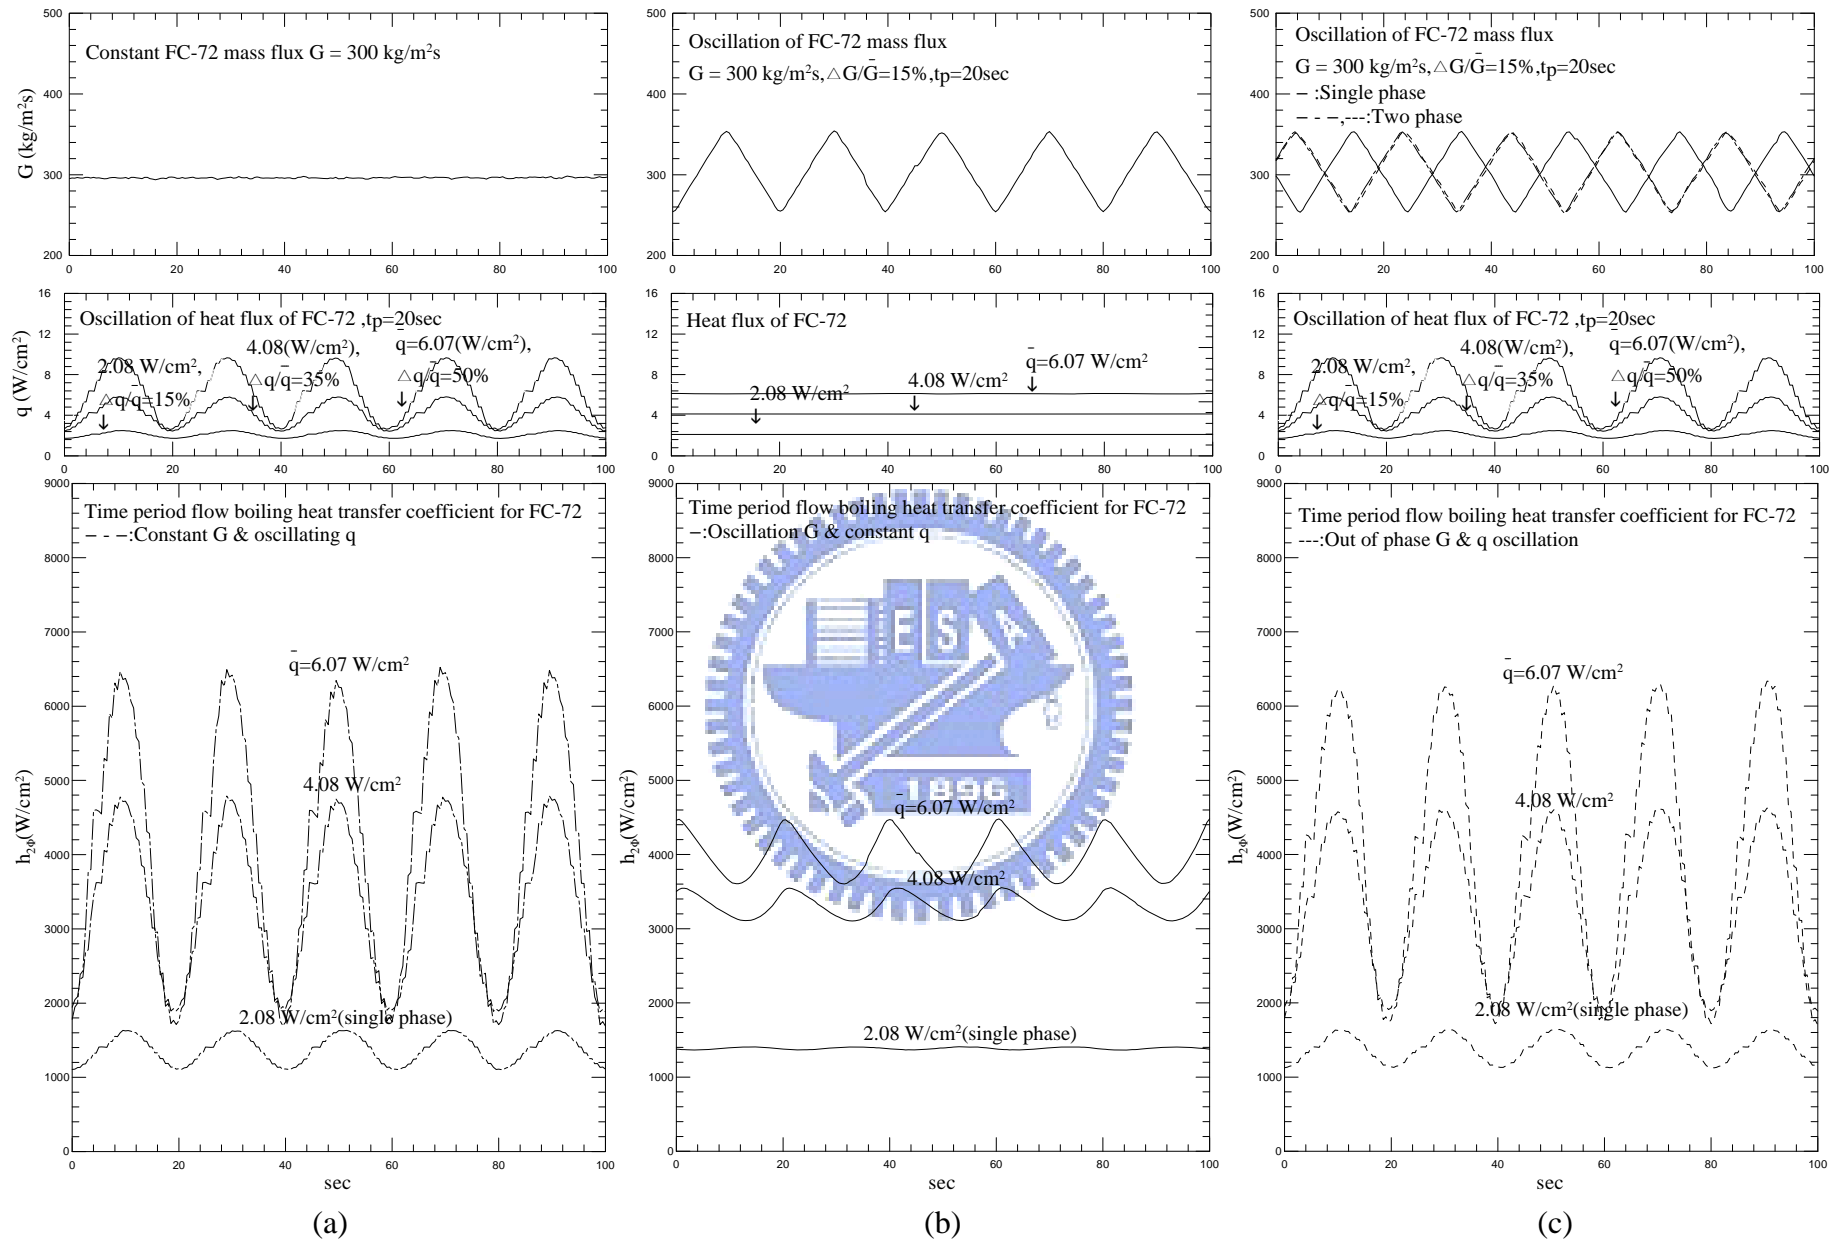 500
400
300
200
G (kg/m²s)
Constant FC-72 mass flux G = 300 kg/m²s
0 20 40 60 80 100
16
12
8
4
0
q (W/cm²)
Oscillation of heat flux of FC-72 ,tp=20sec
2.08 W/cm²,
△q/q̄=15%
4.08(W/cm²),
△q/q̄=35%
q̄=6.07(W/cm²),
△q/q̄=50%
0 20 40 60 80 100
9000
8000
7000
6000
5000
4000
3000
2000
1000
0
h2Φ(W/cm²)
Time period flow boiling heat transfer coefficient for FC-72
– - –:Constant G & oscillating q
q̄=6.07 W/cm²
4.08 W/cm²
2.08 W/cm²(single phase)
0 20 40 60 80 100
sec
(a)
500
400
300
200
Oscillation of FC-72 mass flux
G = 300 kg/m²s,△G/Ḡ=15%,tp=20sec
0 20 40 60 80 100
16
12
8
4
0
Heat flux of FC-72
2.08 W/cm²
4.08 W/cm²
q̄=6.07 W/cm²
0 20 40 60 80 100
9000
8000
7000
6000
5000
4000
3000
2000
1000
0
h2Φ(W/cm²)
Time period flow boiling heat transfer coefficient for FC-72
–:Oscillation G & constant q
E S A
1896
q̄=6.07 W/cm²
4.08 W/cm²
2.08 W/cm²(single phase)
0 20 40 60 80 100
sec
(b)
500
400
300
200
Oscillation of FC-72 mass flux
G = 300 kg/m²s,△G/Ḡ=15%,tp=20sec
– :Single phase
– - –,---:Two phase
0 20 40 60 80 100
16
12
8
4
0
Oscillation of heat flux of FC-72 ,tp=20sec
2.08 W/cm²,
△q/q̄=15%
4.08(W/cm²),
△q/q̄=35%
q̄=6.07(W/cm²),
△q/q̄=50%
0 20 40 60 80 100
9000
8000
7000
6000
5000
4000
3000
2000
1000
0
h2Φ(W/cm²)
Time period flow boiling heat transfer coefficient for FC-72
---:Out of phase G & q oscillation
q̄=6.07 W/cm²
4.08 W/cm²
2.08 W/cm²(single phase)
0 20 40 60 80 100
sec
(c)